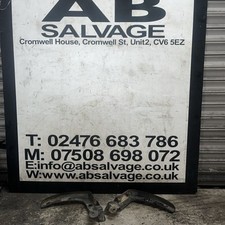 AB
SALVAGE
Cromwell House, Cromwell St, Unit2, CV6 5EZ
T: 02476 683 786
M: 07508 698 072
E:info@absalvage.co.uk
W:www.absalvage.co.uk